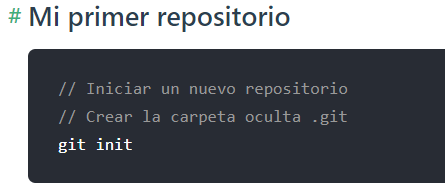 # Mi primer repositorio
// Iniciar un nuevo repositorio
// Crear la carpeta oculta .git
git init